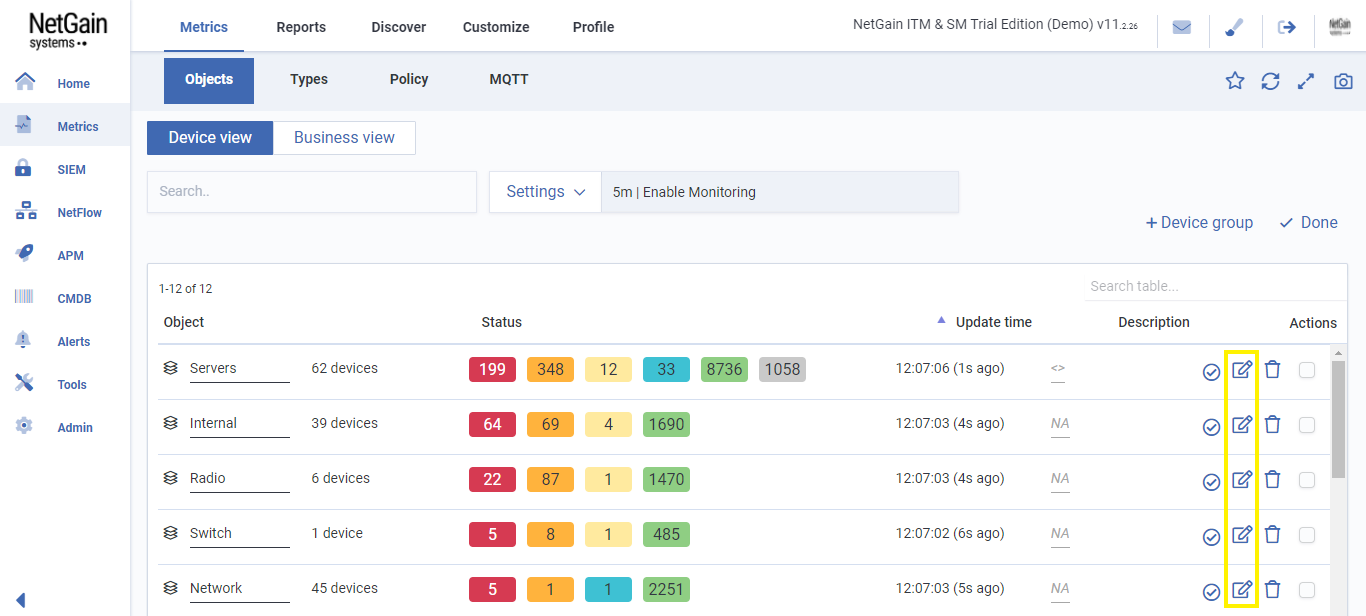 NetGain
systems
Metrics Reports Discover Customize Profile NetGain ITM & SM Trial Edition (Demo) v11.2.26 NetGain
Home
Metrics
SIEM
NetFlow
APM
CMDB
Alerts
Tools
Admin
Objects Types Policy MQTT
Device view Business view
Search.. Settings 5m | Enable Monitoring
+ Device group Done
1-12 of 12 Search table...
Object Status Update time Description Actions
Servers 62 devices 199 348 12 33 8736 1058 12:07:06 (1s ago) <>
Internal 39 devices 64 69 4 1690 12:07:03 (4s ago) NA
Radio 6 devices 22 87 1 1470 12:07:03 (4s ago) NA
Switch 1 device 5 8 1 485 12:07:02 (6s ago) NA
Network 45 devices 5 1 1 2251 12:07:03 (5s ago) NA